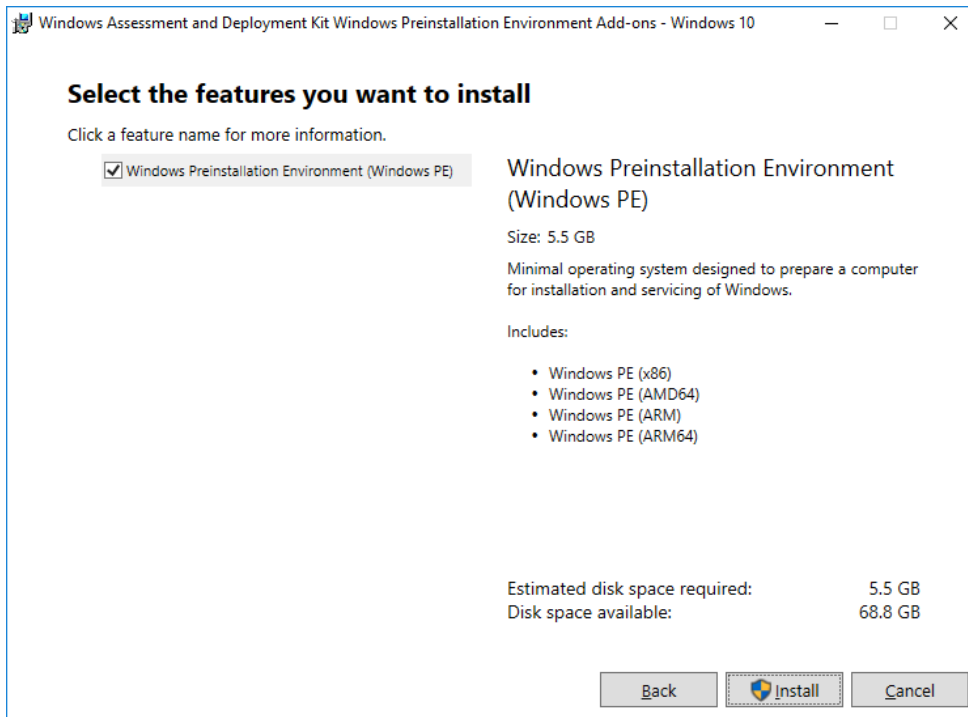 Windows Assessment and Deployment Kit Windows Preinstallation Environment Add-ons - Windows 10
Select the features you want to install
Click a feature name for more information.
Windows Preinstallation Environment (Windows PE)
Windows Preinstallation Environment
(Windows PE)
Size: 5.5 GB
Minimal operating system designed to prepare a computer
for installation and servicing of Windows.
Includes:
• Windows PE (x86)
• Windows PE (AMD64)
• Windows PE (ARM)
• Windows PE (ARM64)
Estimated disk space required: 5.5 GB
Disk space available: 68.8 GB
Back Install Cancel